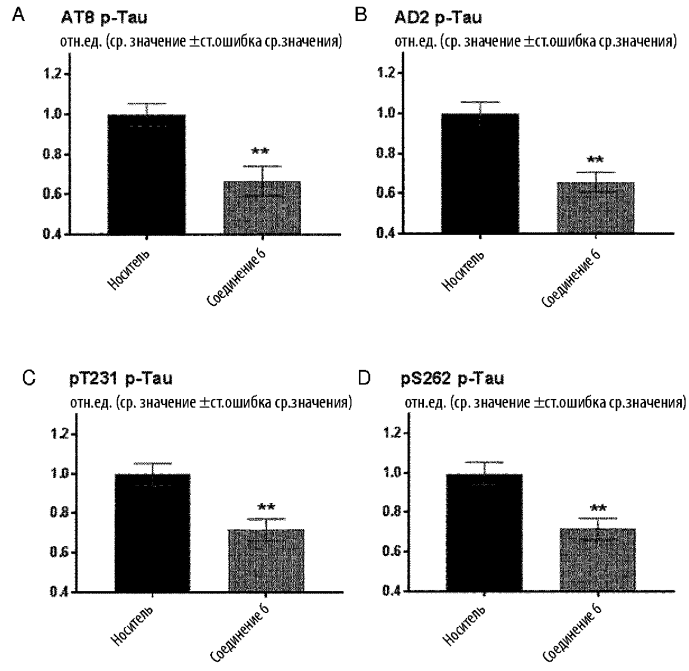 A AT8 p-Tau
отн.ед. (ср. значение ±ст.ошибка ср.значения)
1.2
1.0
0.8
0.6
0.4
**
Носитель
Соединение 6
B AD2 p-Tau
отн.ед. (ср. значение ±ст.ошибка ср.значения)
1.2
1.0
0.8
0.6
0.4
**
Носитель
Соединение 6
C pT231 p-Tau
отн.ед. (ср. значение ±ст.ошибка ср.значения)
1.2
1.0
0.8
0.6
0.4
**
Носитель
Соединение 6
D pS262 p-Tau
отн.ед. (ср. значение ±ст.ошибка ср.значения)
1.2
1.0
0.8
0.6
0.4
**
Носитель
Соединение 6